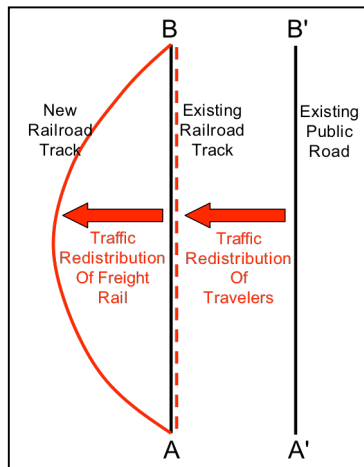 B
B'
New
Railroad
Track
Existing
Railroad
Track
Existing
Public
Road
Traffic
Redistribution
Of Freight
Rail
Traffic
Redistribution
Of
Travelers
A
A'